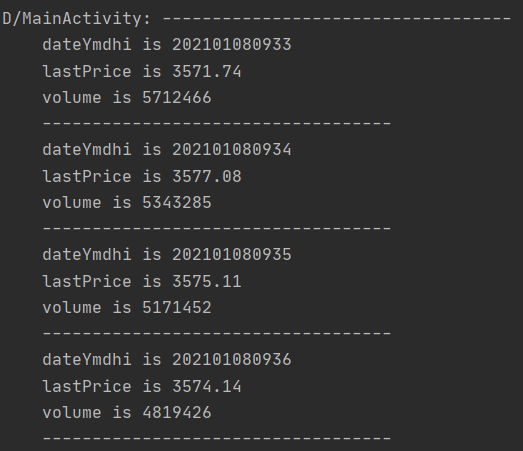 D/MainActivity: -----------------------------------
dateYmdhi is 202101080933
lastPrice is 3571.74
volume is 5712466
-----------------------------------
dateYmdhi is 202101080934
lastPrice is 3577.08
volume is 5343285
-----------------------------------
dateYmdhi is 202101080935
lastPrice is 3575.11
volume is 5171452
-----------------------------------
dateYmdhi is 202101080936
lastPrice is 3574.14
volume is 4819426
-----------------------------------